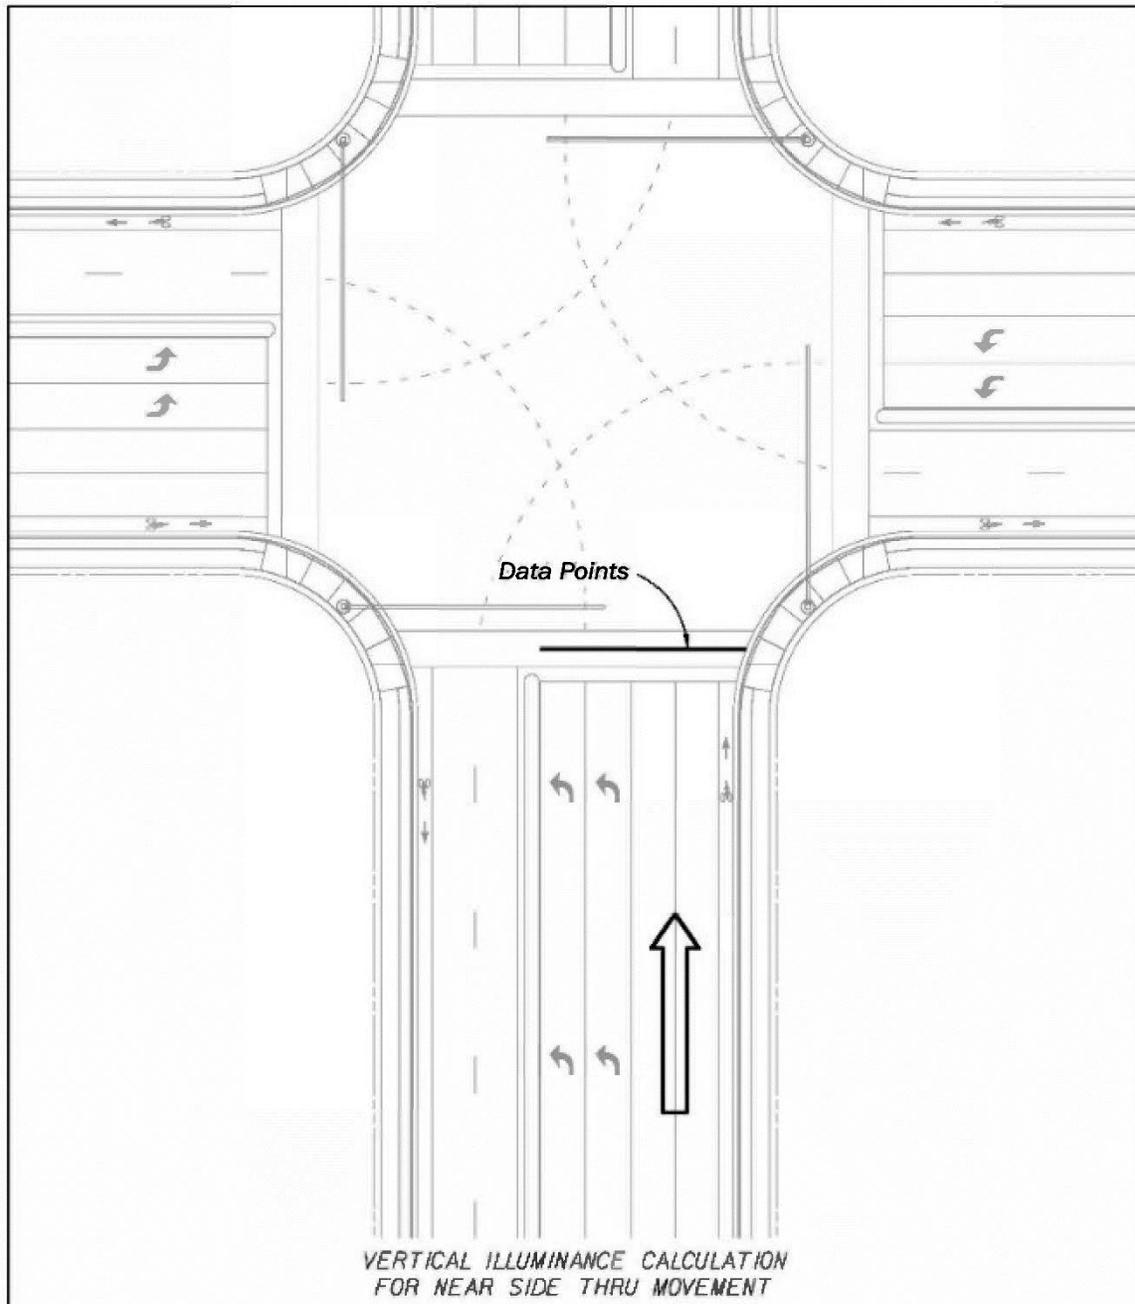 Data Points
VERTICAL ILLUMINANCE CALCULATION
FOR NEAR SIDE THRU MOVEMENT